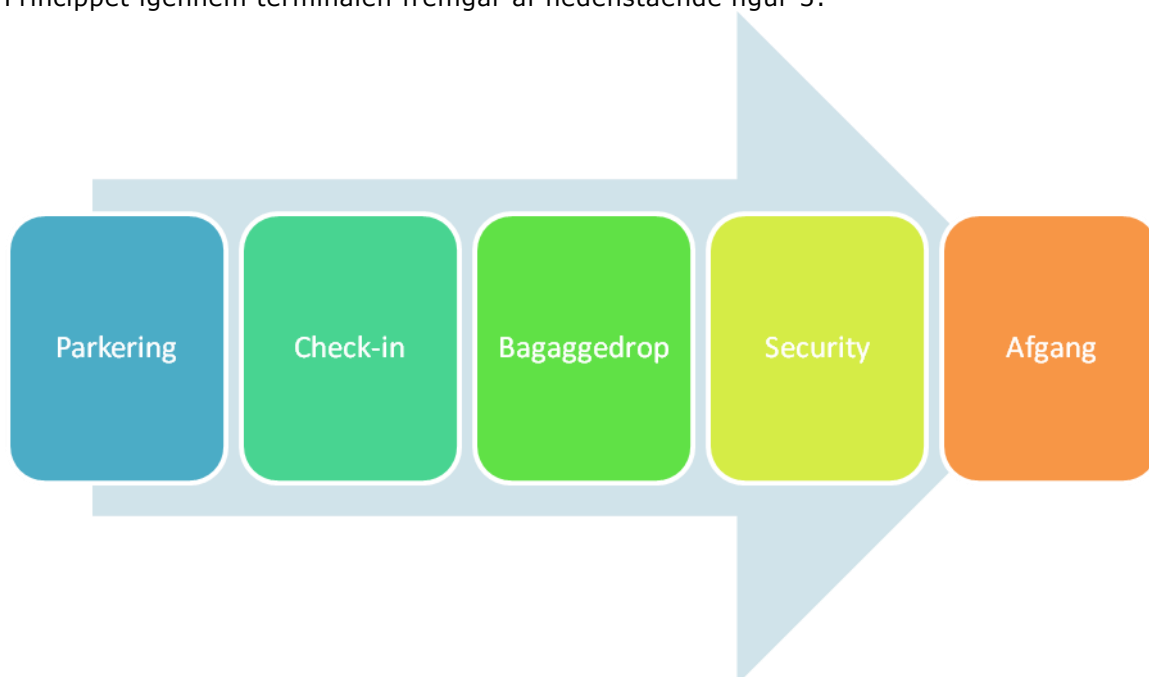 Princippet igennem terminalen fremgår af nedenstående figur 3.
Parkering
Check-in
Bagaggedrop
Security
Afgang